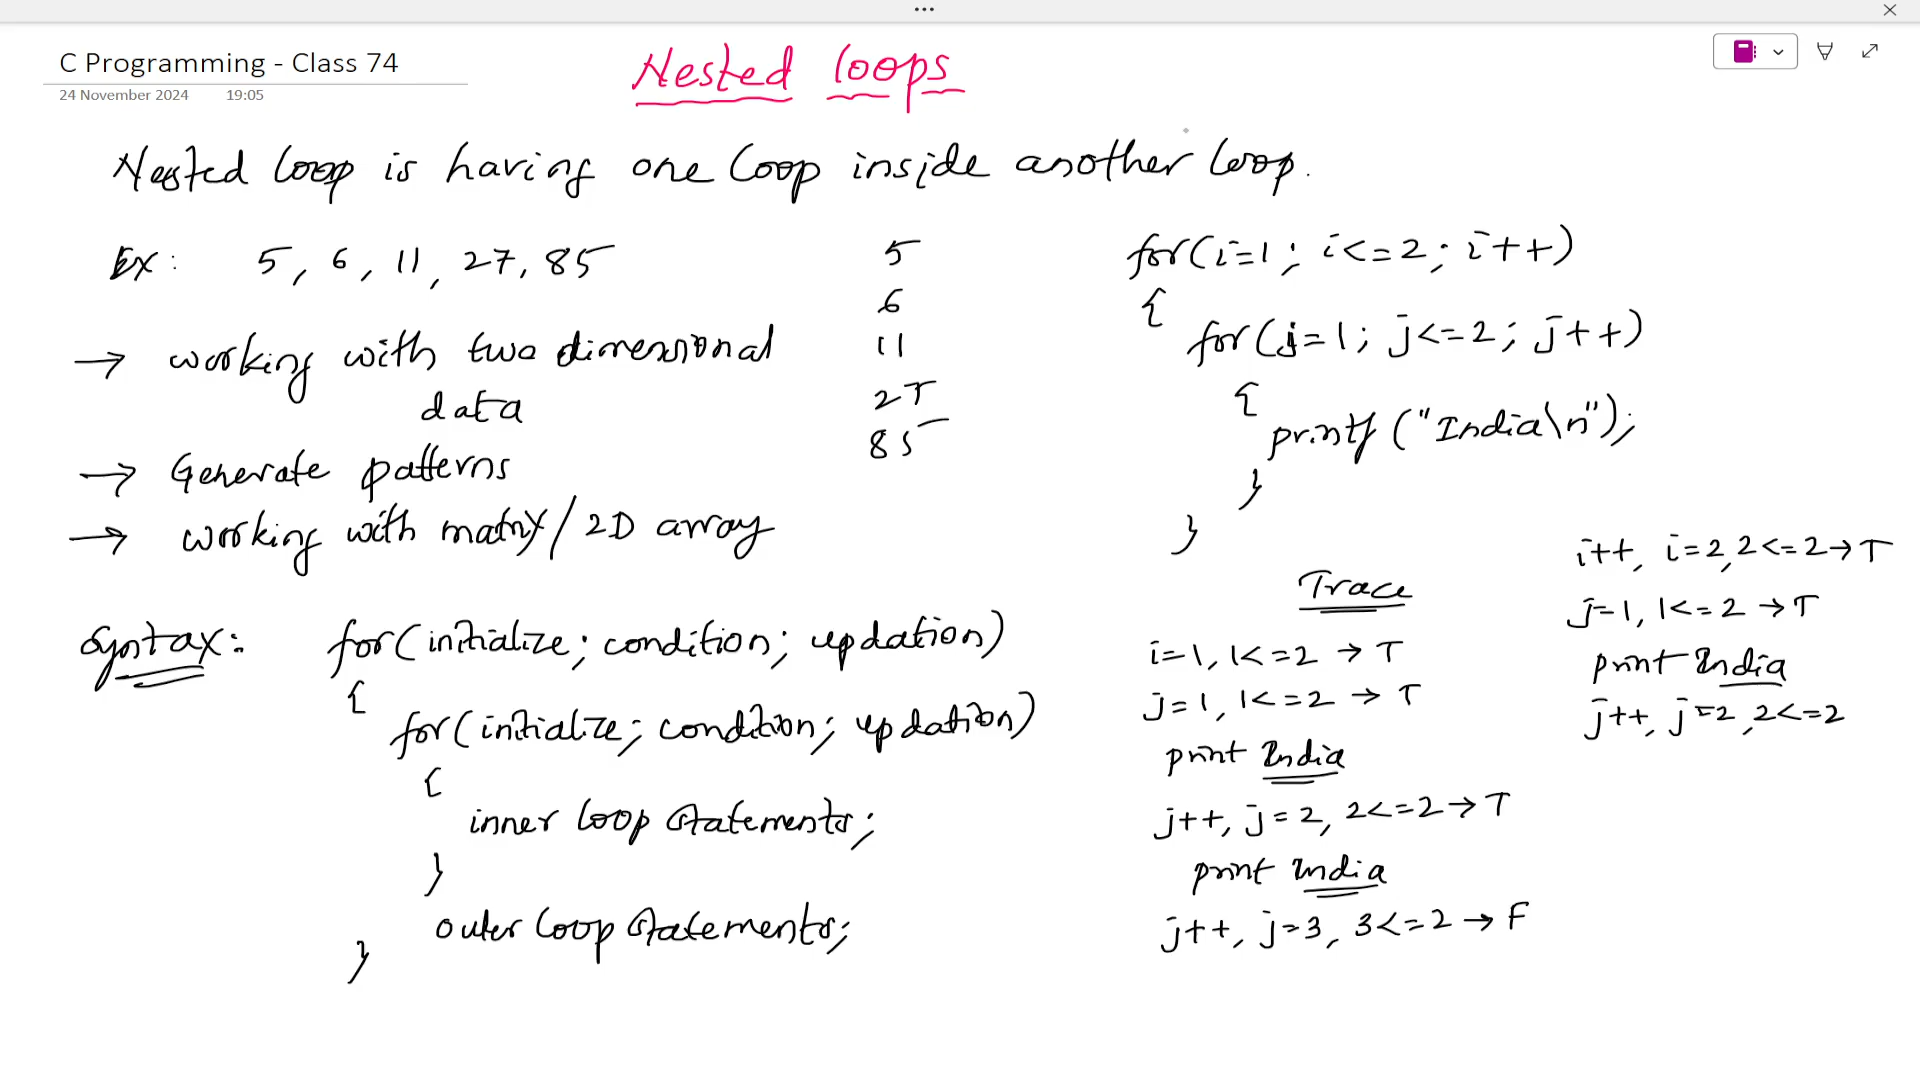 C Programming - Class 74
24 November 2024 19:05
Nested loops
Nested loop is having one loop inside another loop.
Ex: 5, 6, 11, 27, 85
→ working with two dimensional
data
→ Generate patterns
→ working with matrix/2D array
5
6
11
27
85
Syntax: for(initialize; condition; updation)
{
for(initialize; condition; updation)
{
inner loop statements;
}
outer loop statements;
}
for(i=1; i<=2; i++)
{
for(j=1; j<=2; j++)
{
printf("India\n");
}
}
Trace
i=1, 1<=2 → T
j=1, 1<=2 → T
print India
j++, j=2, 2<=2 → T
print India
j++, j=3, 3<=2 → F
i++, i=2, 2<=2 → T
j=1, 1<=2 → T
print India
j++, j=2, 2<=2